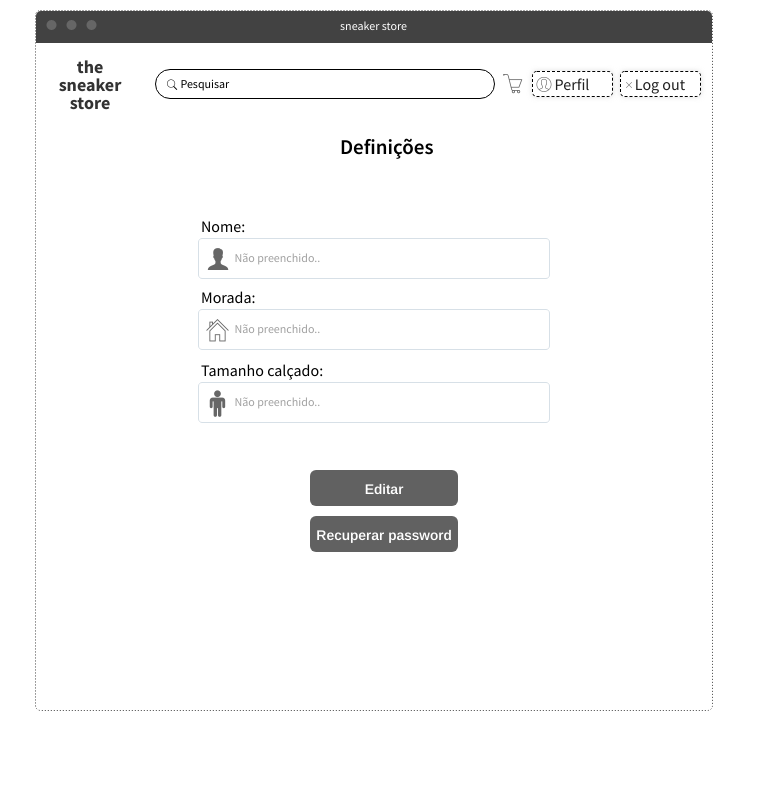 sneaker store
the
sneaker
store
Pesquisar
Perfil
Log out
Definições
Nome:
Não preenchido..
Morada:
Não preenchido..
Tamanho calçado:
Não preenchido..
Editar
Recuperar password